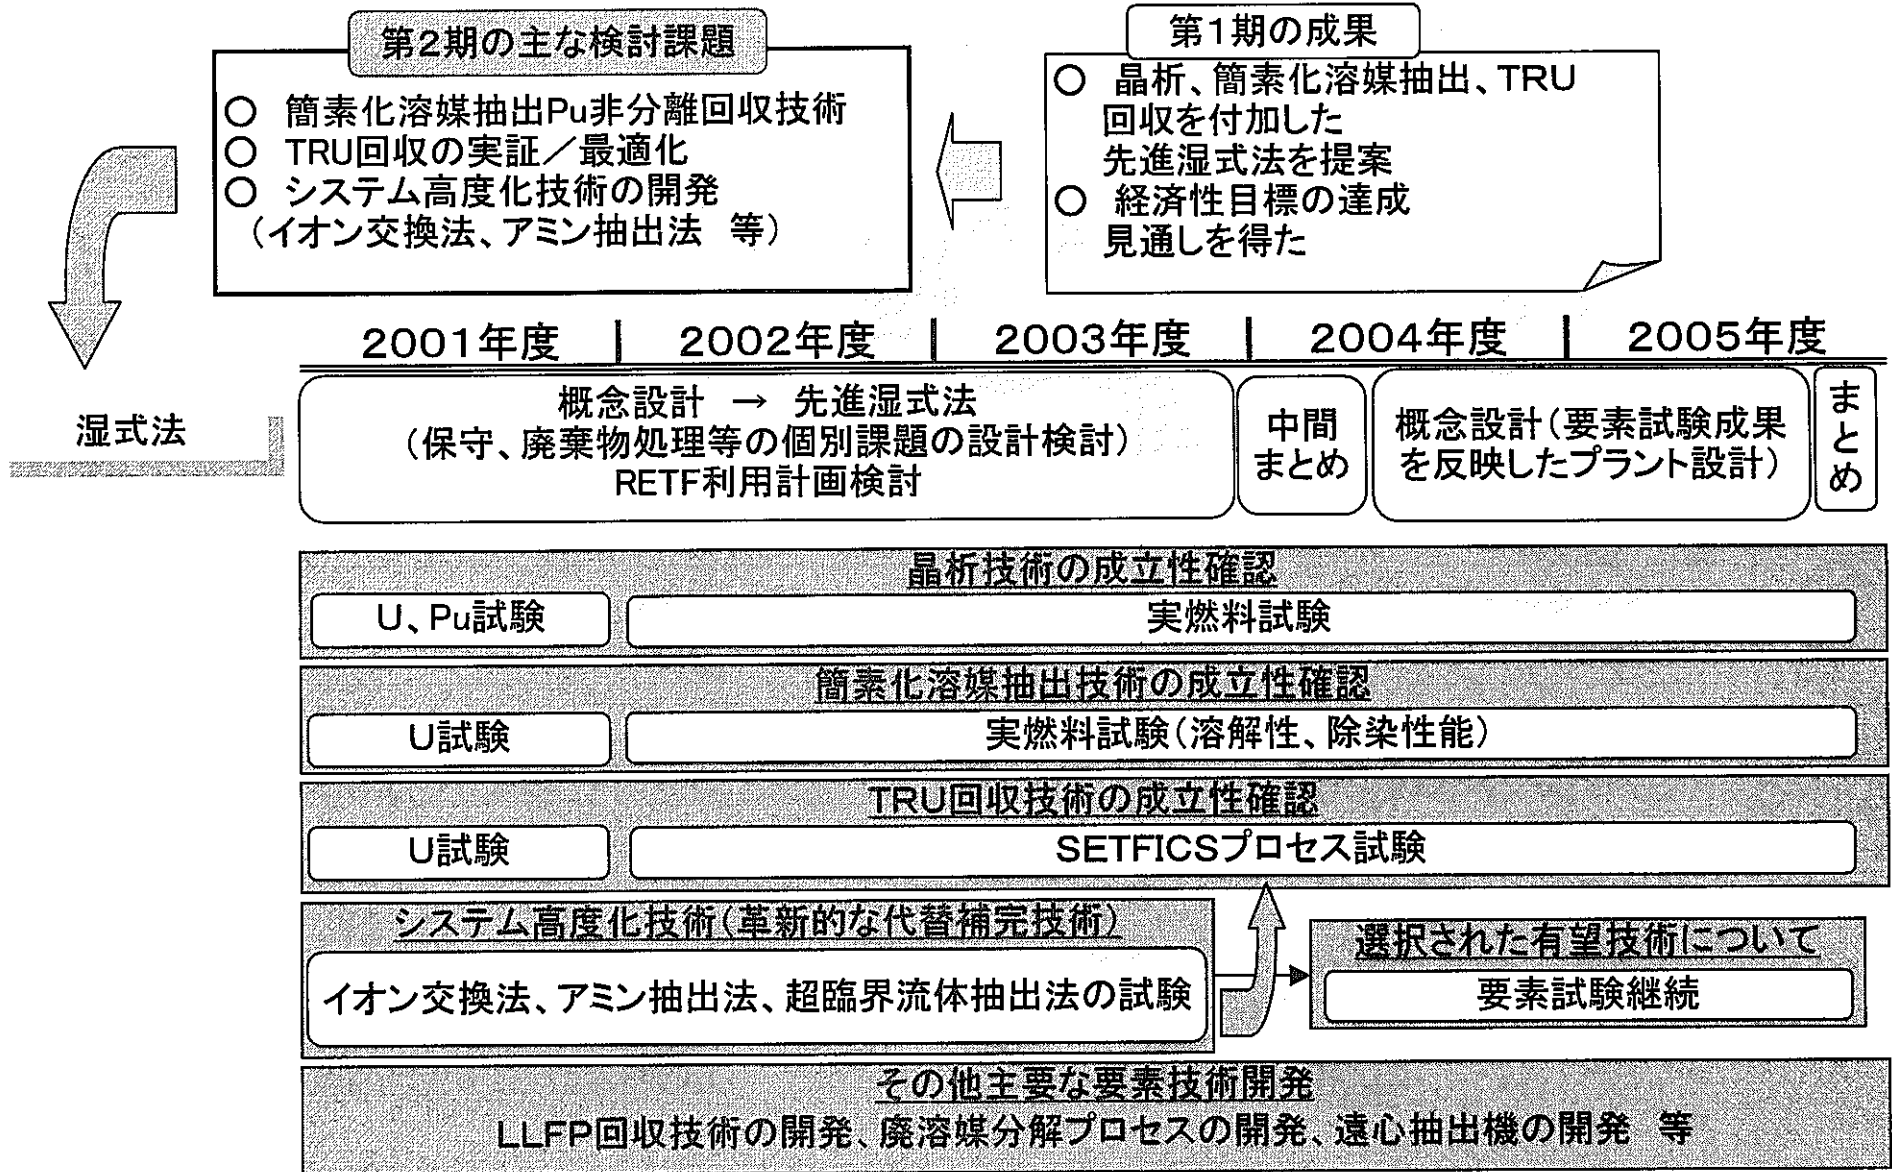 第2期の主な検討課題
○ 簡素化溶媒抽出Pu非分離回収技術
○ TRU回収の実証／最適化
○ システム高度化技術の開発
（イオン交換法、アミン抽出法 等）
第1期の成果
○ 晶析、簡素化溶媒抽出、TRU
回収を付加した
先進湿式法を提案
○ 経済性目標の達成
見通しを得た
2001年度 | 2002年度 | 2003年度 | 2004年度 | 2005年度
湿式法
概念設計 → 先進湿式法
（保守、廃棄物処理等の個別課題の設計検討）
RETF利用計画検討
中間
まとめ
概念設計（要素試験成果
を反映したプラント設計）
まとめ
晶析技術の成立性確認
U、Pu試験
実燃料試験
簡素化溶媒抽出技術の成立性確認
U試験
実燃料試験（溶解性、除染性能）
TRU回収技術の成立性確認
U試験
SETFICSプロセス試験
システム高度化技術（革新的な代替補完技術）
イオン交換法、アミン抽出法、超臨界流体抽出法の試験
選択された有望技術について
要素試験継続
その他主要な要素技術開発
LLFP回収技術の開発、廃溶媒分解プロセスの開発、遠心抽出機の開発 等